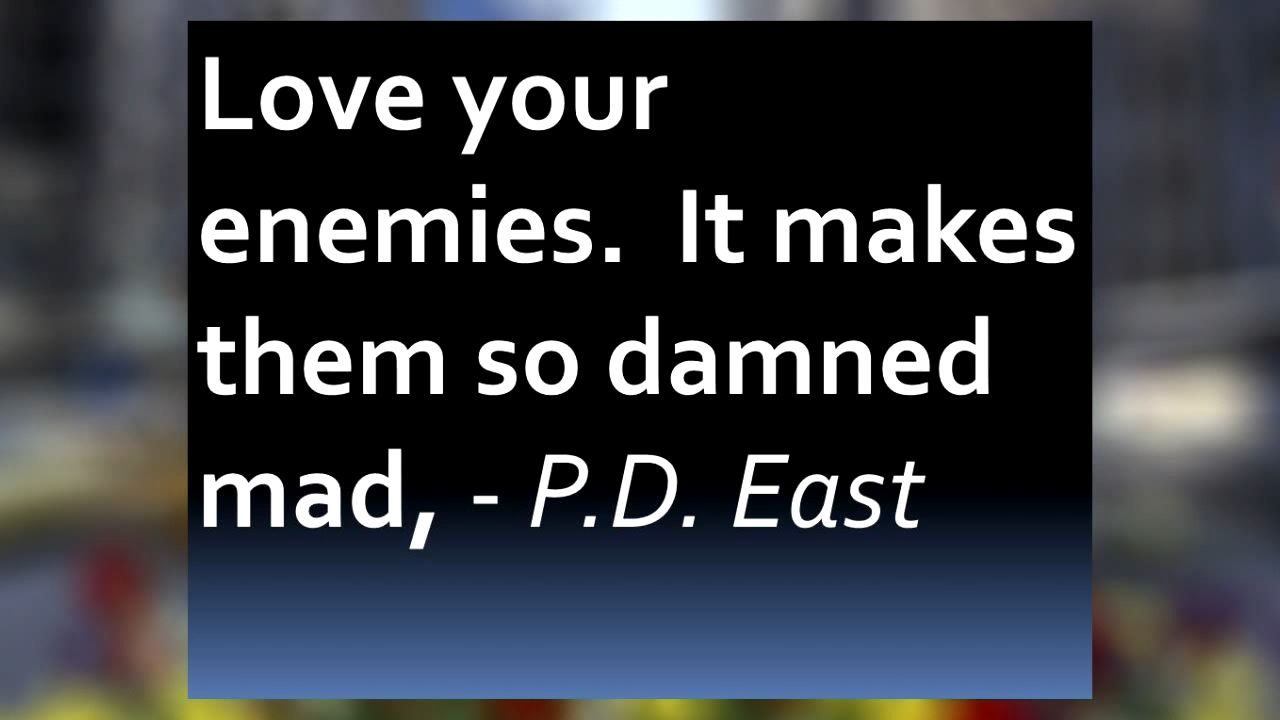 Love your
enemies.  It makes
them so damned
mad, - P.D. East